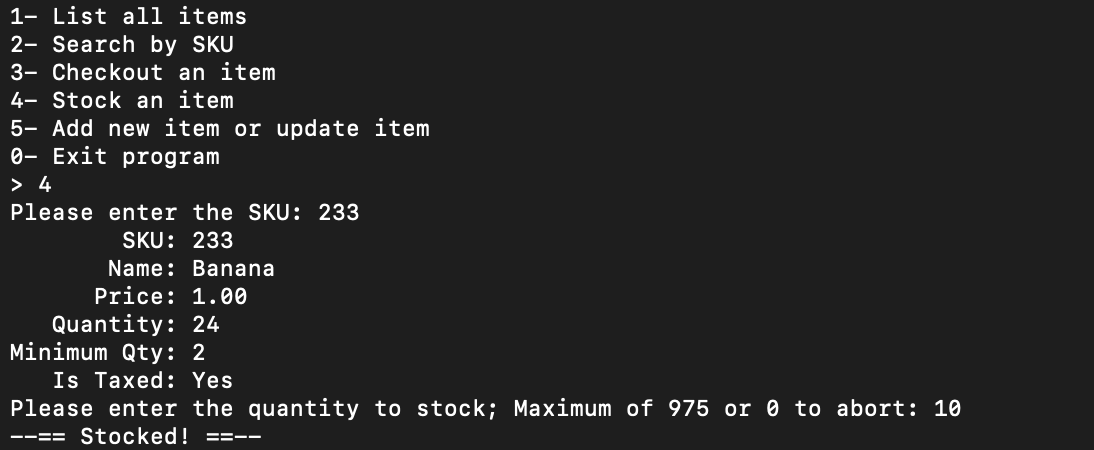 1- List all items
2- Search by SKU
3- Checkout an item
4- Stock an item
5- Add new item or update item
0- Exit program
> 4
Please enter the SKU: 233
        SKU: 233
       Name: Banana
      Price: 1.00
   Quantity: 24
Minimum Qty: 2
   Is Taxed: Yes
Please enter the quantity to stock; Maximum of 975 or 0 to abort: 10
--== Stocked! ==--